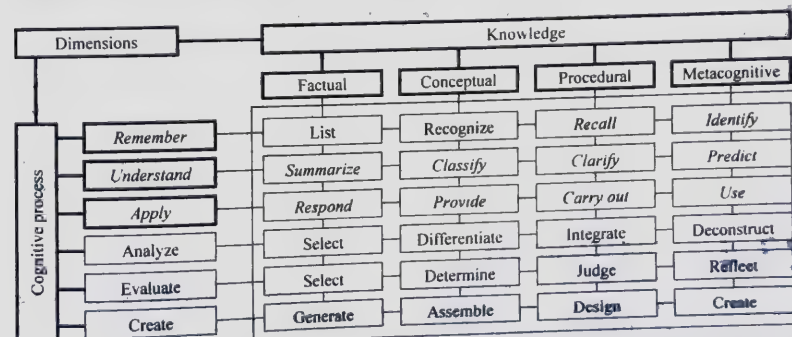 Dimensions Knowledge
Factual Conceptual Procedural Metacognitive
Cognitive process
Remember List Recognize Recall Identify
Understand Summarize Classify Clarify Predict
Apply Respond Provide Carry out Use
Analyze Select Differentiate Integrate Deconstruct
Evaluate Select Determine Judge Reflect
Create Generate Assemble Design Create